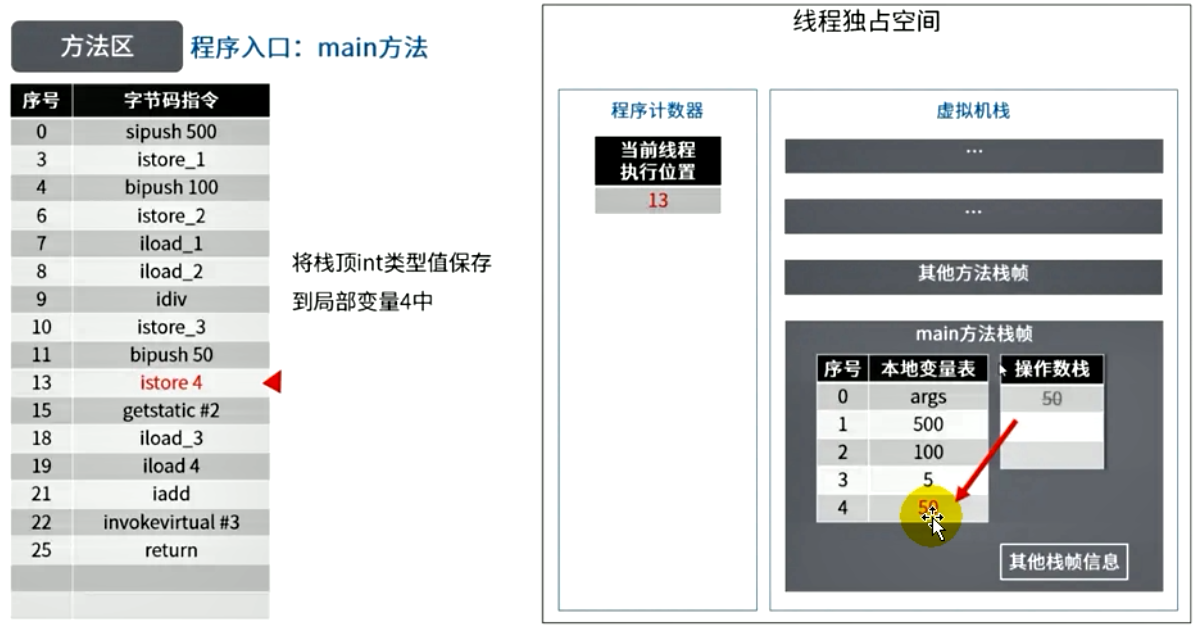 方法区 程序入口：main方法
序号 字节码指令
0 sipush 500
3 istore_1
4 bipush 100
6 istore_2
7 iload_1
8 iload_2
9 idiv
10 istore_3
11 bipush 50
13 istore 4
15 getstatic #2
18 iload_3
19 iload 4
21 iadd
22 invokevirtual #3
25 return
将栈顶int类型值保存
到局部变量4中
线程独占空间
程序计数器
当前线程
执行位置
13
虚拟机栈
...
...
其他方法栈帧
main方法栈帧
序号 本地变量表 操作数栈
0 args 50
1 500
2 100
3 5
4 50
其他栈帧信息